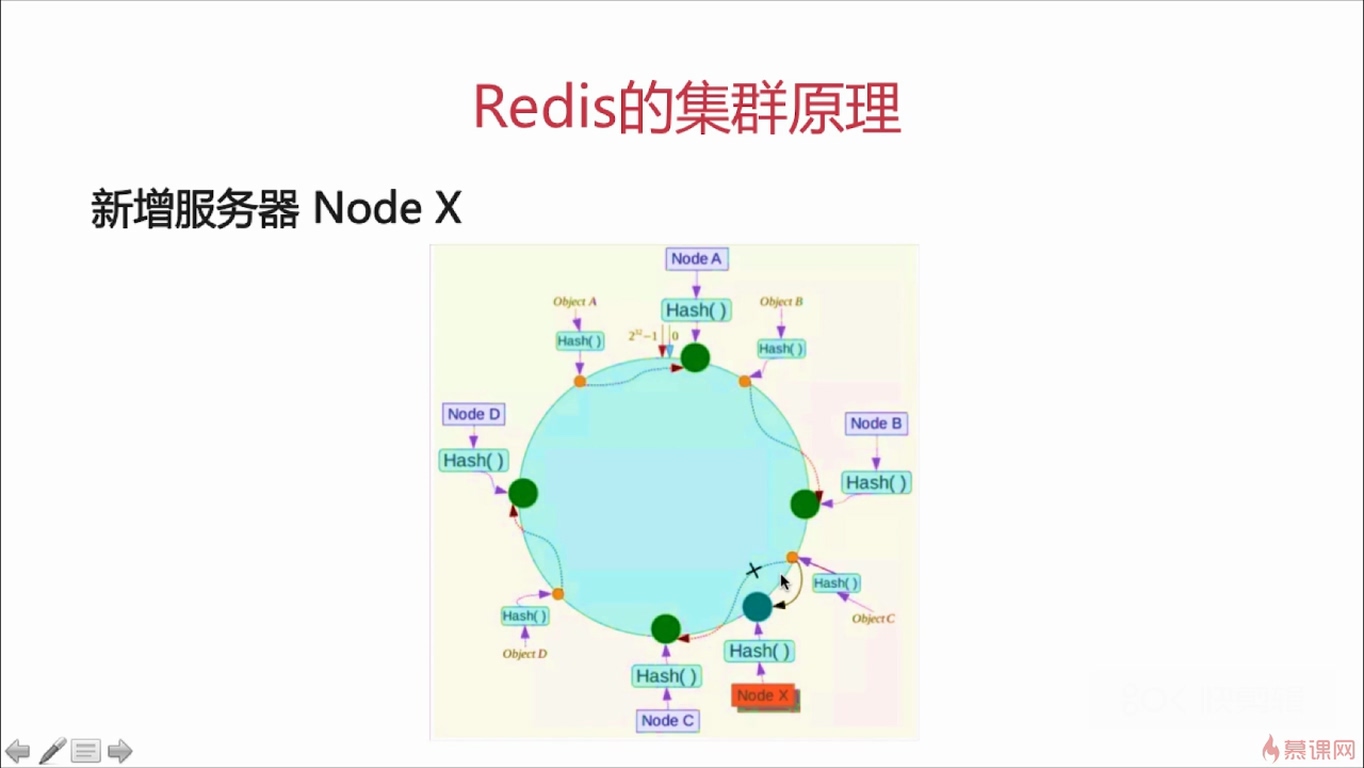 Redis的集群原理
新增服务器 Node X
Node A
Object A
Hash( )
Object B
2³²−1
0
Hash( )
Hash( )
Node D
Node B
Hash( )
Hash( )
Hash( )
Object C
Hash( )
Object D
Hash( )
Hash( )
Node X
Node C
慕课网